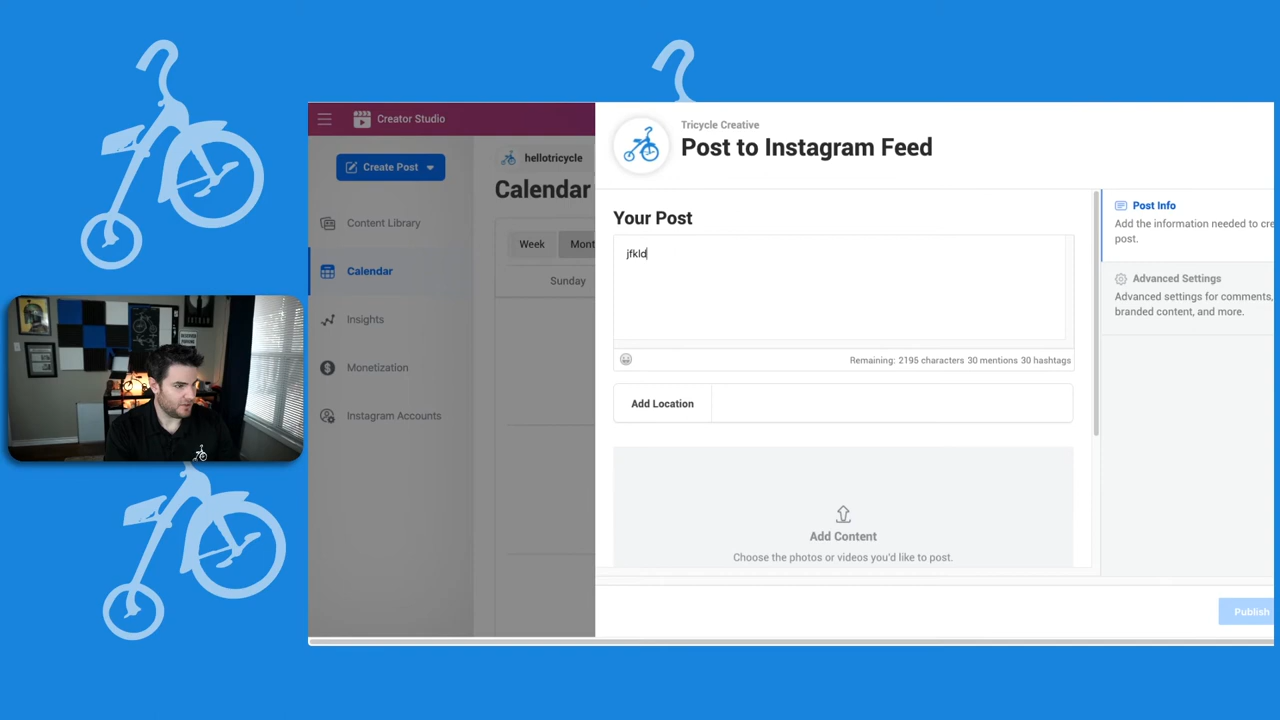 Creator Studio
Create Post
Content Library
Calendar
Insights
Monetization
Instagram Accounts
hellotricycle
Calendar
Week
Mont
Sunday
Tricycle Creative
Post to Instagram Feed
Your Post
jfkld
Remaining: 2195 characters 30 mentions 30 hashtags
Add Location
Add Content
Choose the photos or videos you'd like to post.
Post Info
Add the information needed to cre
post.
Advanced Settings
Advanced settings for comments,
branded content, and more.
Publish